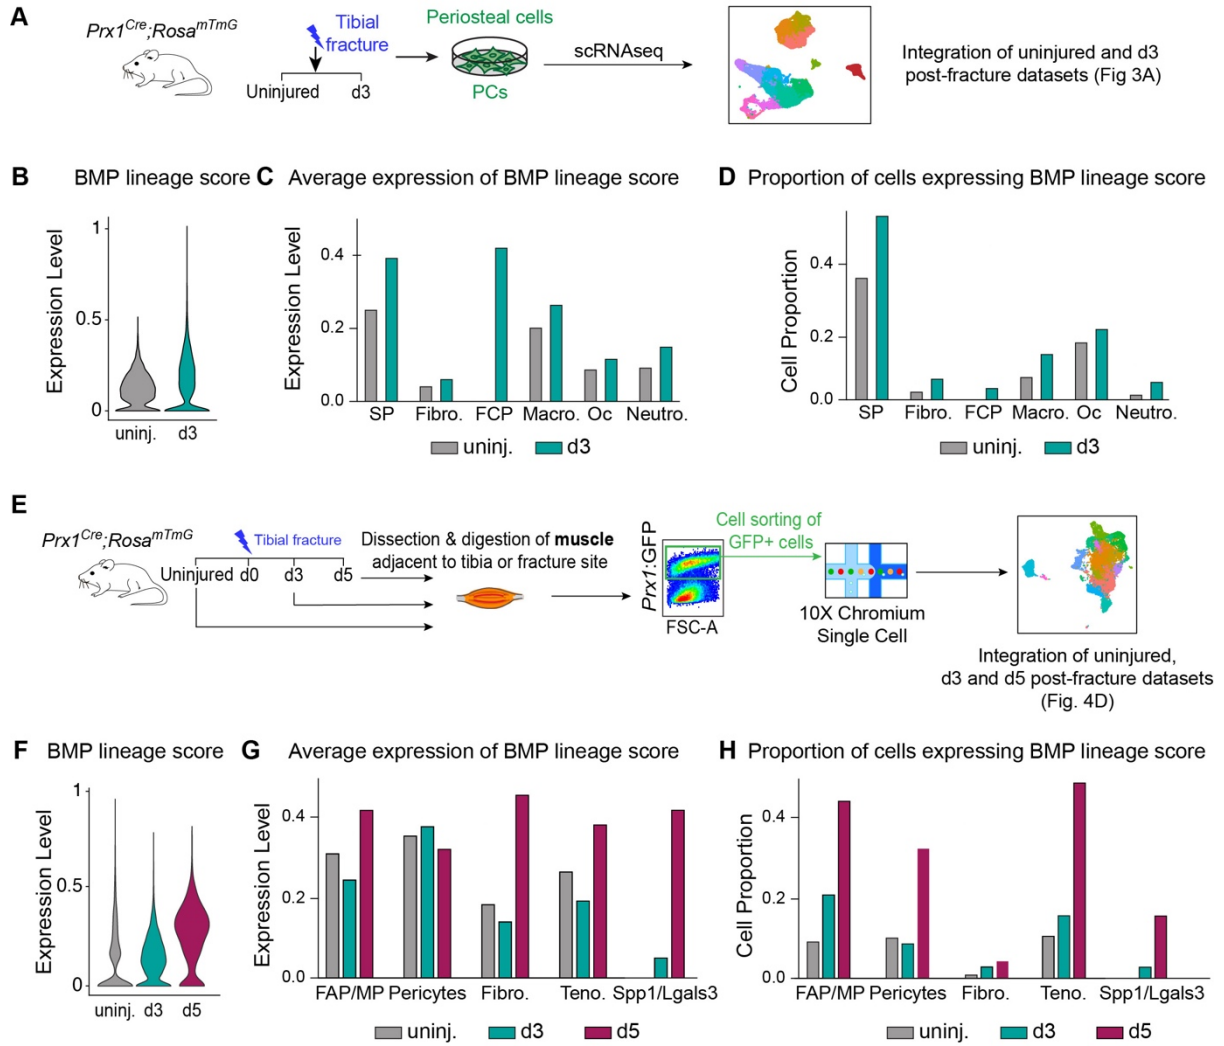 A
Prx1Cre;RosamTmG
Tibial
fracture
Uninjured d3
Periosteal cells
PCs
scRNAseq
Integration of uninjured and d3
post-fracture datasets (Fig 3A)
B BMP lineage score
Expression Level
1
0.5
0
uninj. d3
C Average expression of BMP lineage score
Expression Level
0.4
0.2
0.0
SP Fibro. FCP Macro. Oc Neutro.
uninj. d3
D Proportion of cells expressing BMP lineage score
Cell Proportion
0.4
0.2
0.0
SP Fibro. FCP Macro. Oc Neutro.
uninj. d3
E
Prx1Cre;RosamTmG
Tibial fracture
Uninjured d0 d3 d5
Dissection & digestion of muscle
adjacent to tibia or fracture site
Prx1:GFP
FSC-A
Cell sorting of
GFP+ cells
10X Chromium
Single Cell
Integration of uninjured,
d3 and d5 post-fracture datasets
(Fig. 4D)
F BMP lineage score
Expression Level
1
0.5
0
uninj. d3 d5
G Average expression of BMP lineage score
Expression Level
0.4
0.2
0.0
FAP/MP Pericytes Fibro. Teno. Spp1/Lgals3
uninj. d3 d5
H Proportion of cells expressing BMP lineage score
Cell Proportion
0.4
0.2
0.0
FAP/MP Pericytes Fibro. Teno. Spp1/Lgals3
uninj. d3 d5